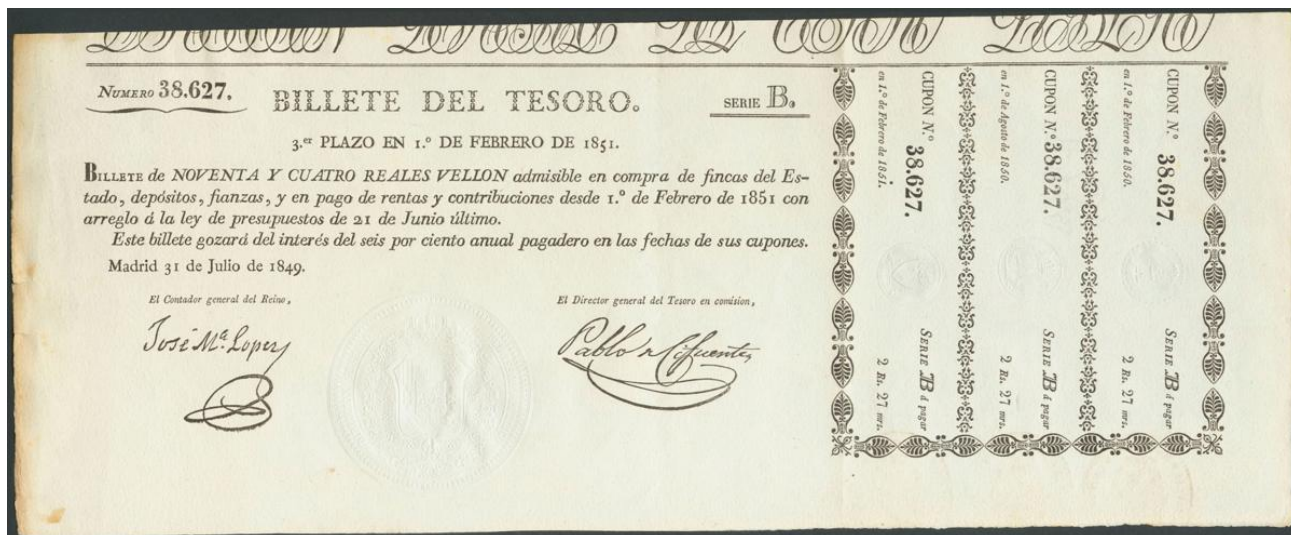 NUMERO 38.627.
BILLETE DEL TESORO.
SERIE B.
3.er PLAZO EN 1.º DE FEBRERO DE 1851.
BILLETE de NOVENTA Y CUATRO REALES VELLON admisible en compra de fincas del Es-
tado, depósitos, fianzas, y en pago de rentas y contribuciones desde 1.º de Febrero de 1851 con
arreglo á la ley de presupuestos de 21 de Junio último.
Este billete gozará del interés del seis por ciento anual pagadero en las fechas de sus cupones.
Madrid 31 de Julio de 1849.
El Contador general del Reino,
José Mª Lopez
El Director general del Tesoro en comision,
Pablo de Cifuentes
CUPON N.º 38.627. SERIE B á pagar
en 1.º de Febrero de 1851. 2 Rs. 27 mrs.
CUPON N.º 38.627. SERIE B á pagar
en 1.º de Agosto de 1850. 2 Rs. 27 mrs.
CUPON N.º 38.627. SERIE B á pagar
en 1.º de Febrero de 1850. 2 Rs. 27 mrs.